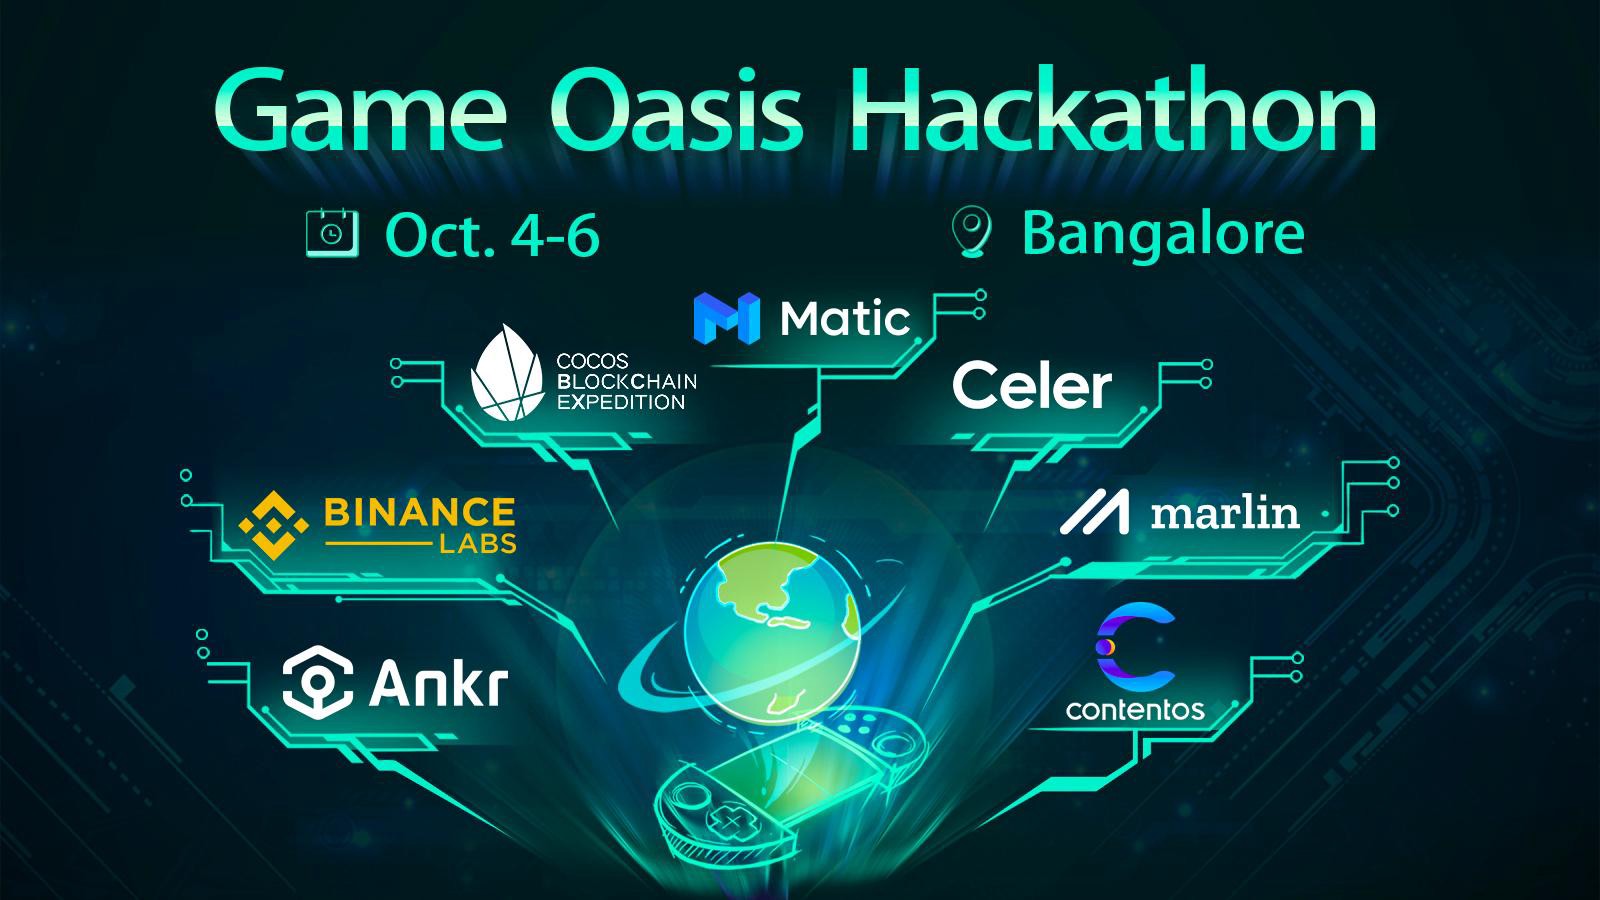 Game Oasis Hackathon
Oct. 4-6
Bangalore
Matic
COCOS
BLOCKCHAIN
EXPEDITION
Celer
BINANCE
LABS
marlin
Ankr
contentos